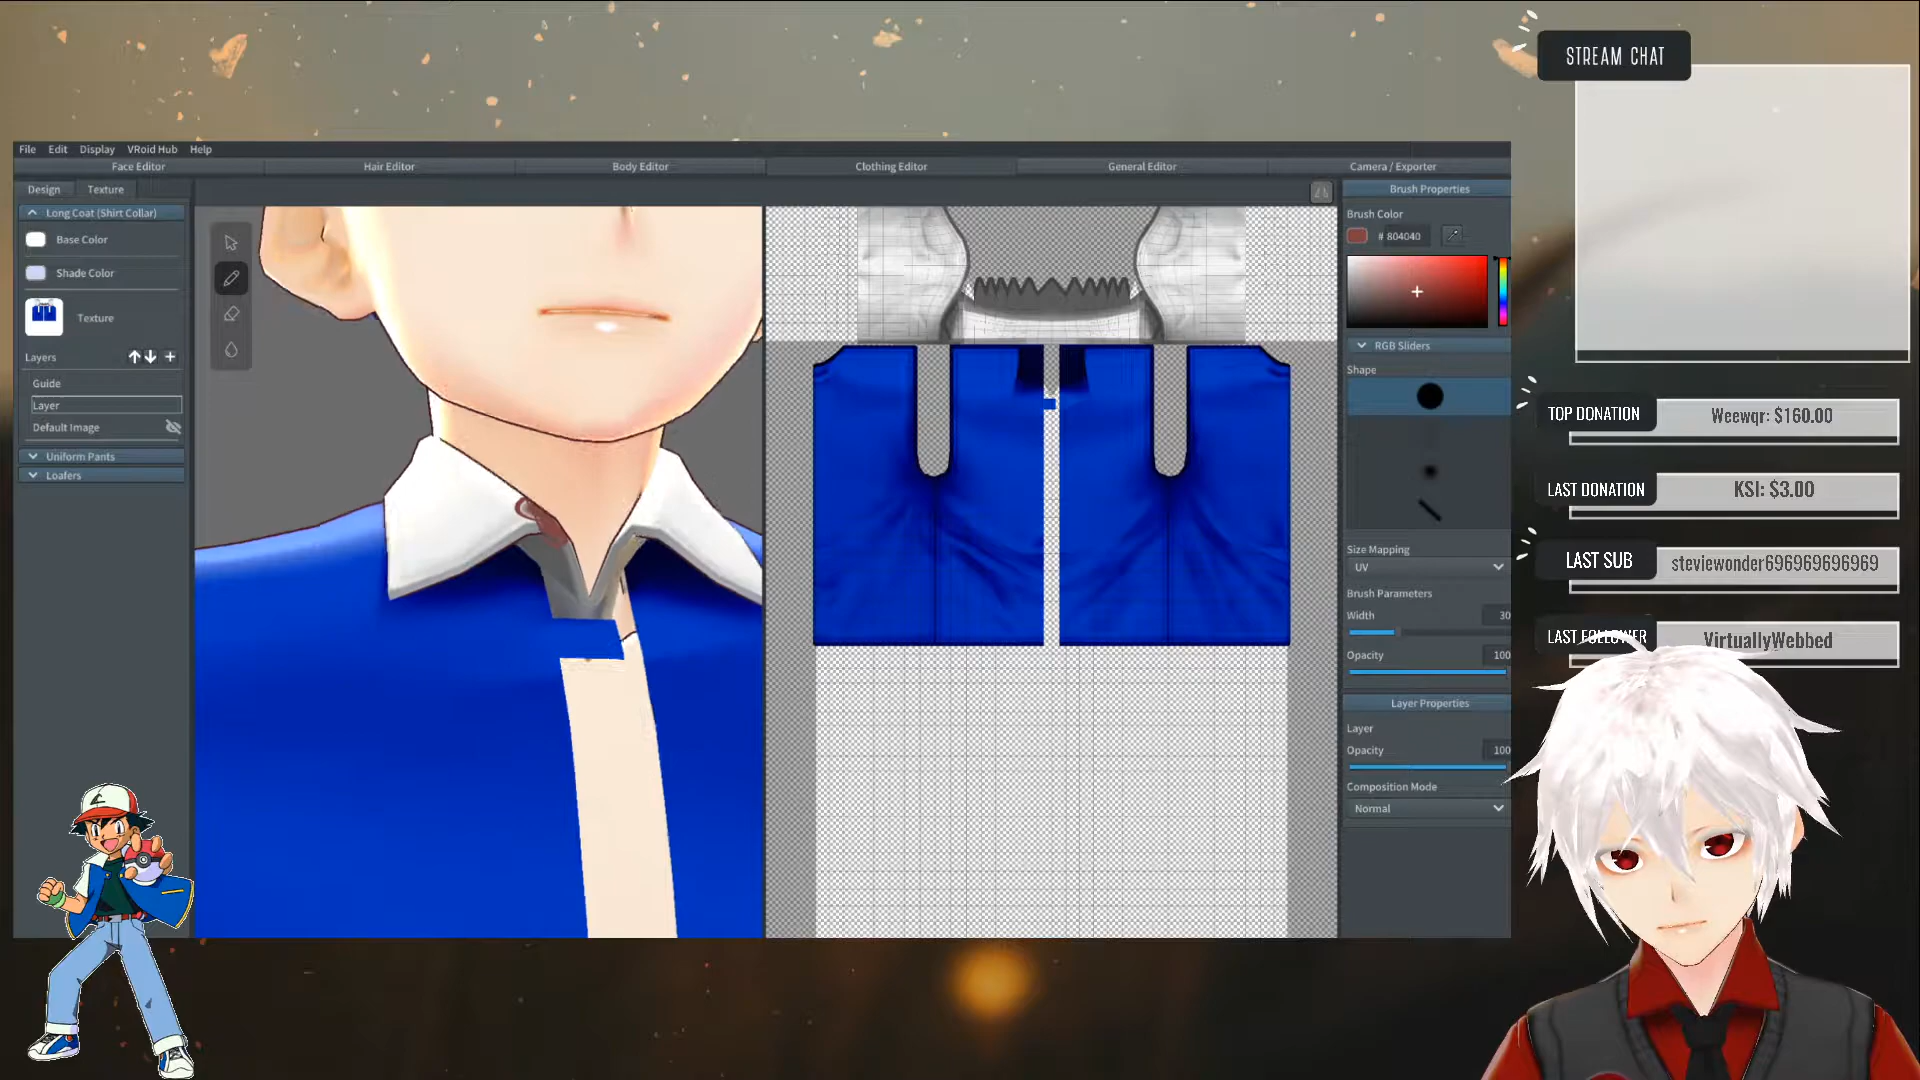 STREAM CHAT
File Edit Display VRoid Hub Help
Face Editor Hair Editor Body Editor Clothing Editor General Editor Camera / Exporter
Design Texture
Long Coat (Shirt Collar)
Base Color
Shade Color
Texture
Layers
Guide
Layer
Default Image
Uniform Pants
Loafers
Brush Properties
Brush Color
# 804040
RGB Sliders
Shape
Size Mapping
UV
Brush Parameters
Width 30
Opacity 100
Layer Properties
Layer
Opacity 100
Composition Mode
Normal
TOP DONATION Weewqr: $160.00
LAST DONATION KSI: $3.00
LAST SUB steviewonder696969696969
LAST FOLLOWER VirtuallyWebbed